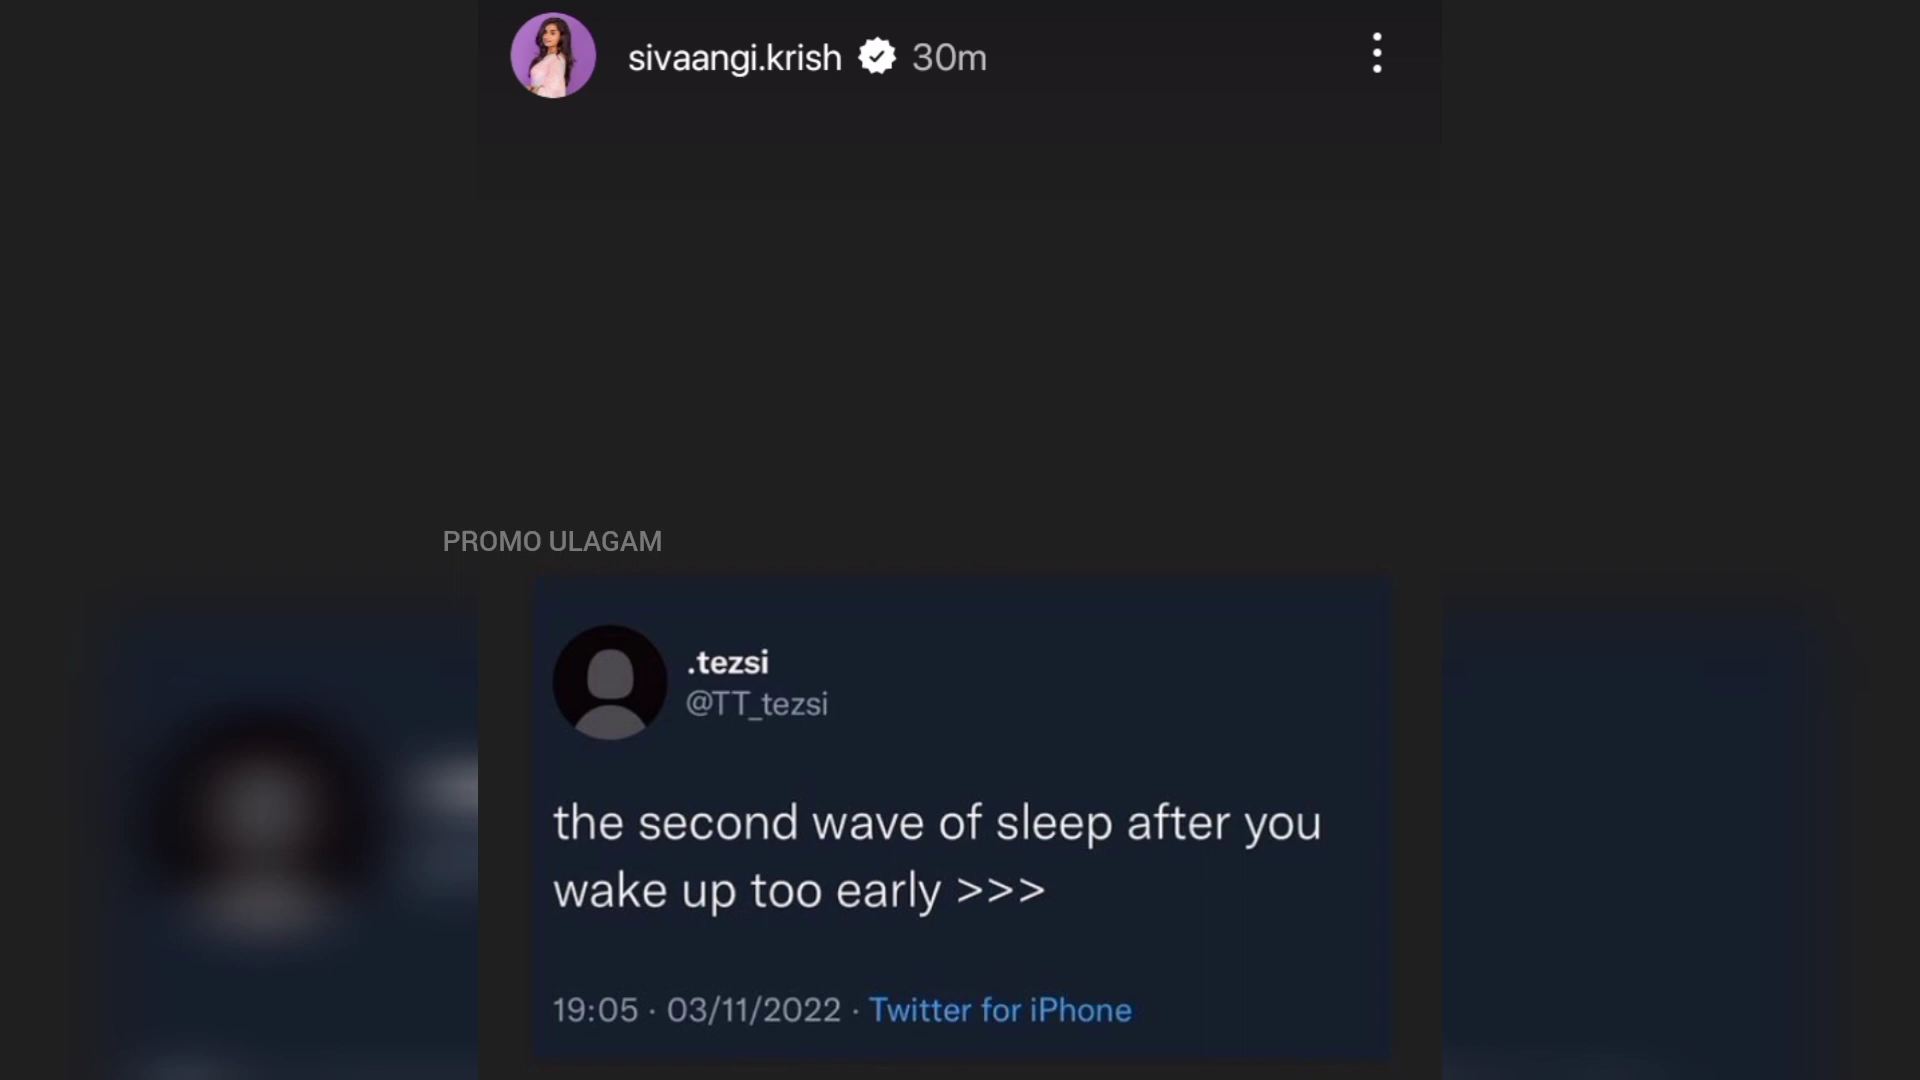 sivaangi.krish 30m
PROMO ULAGAM
.tezsi
@TT_tezsi
the second wave of sleep after you
wake up too early >>>
19:05 · 03/11/2022 · Twitter for iPhone